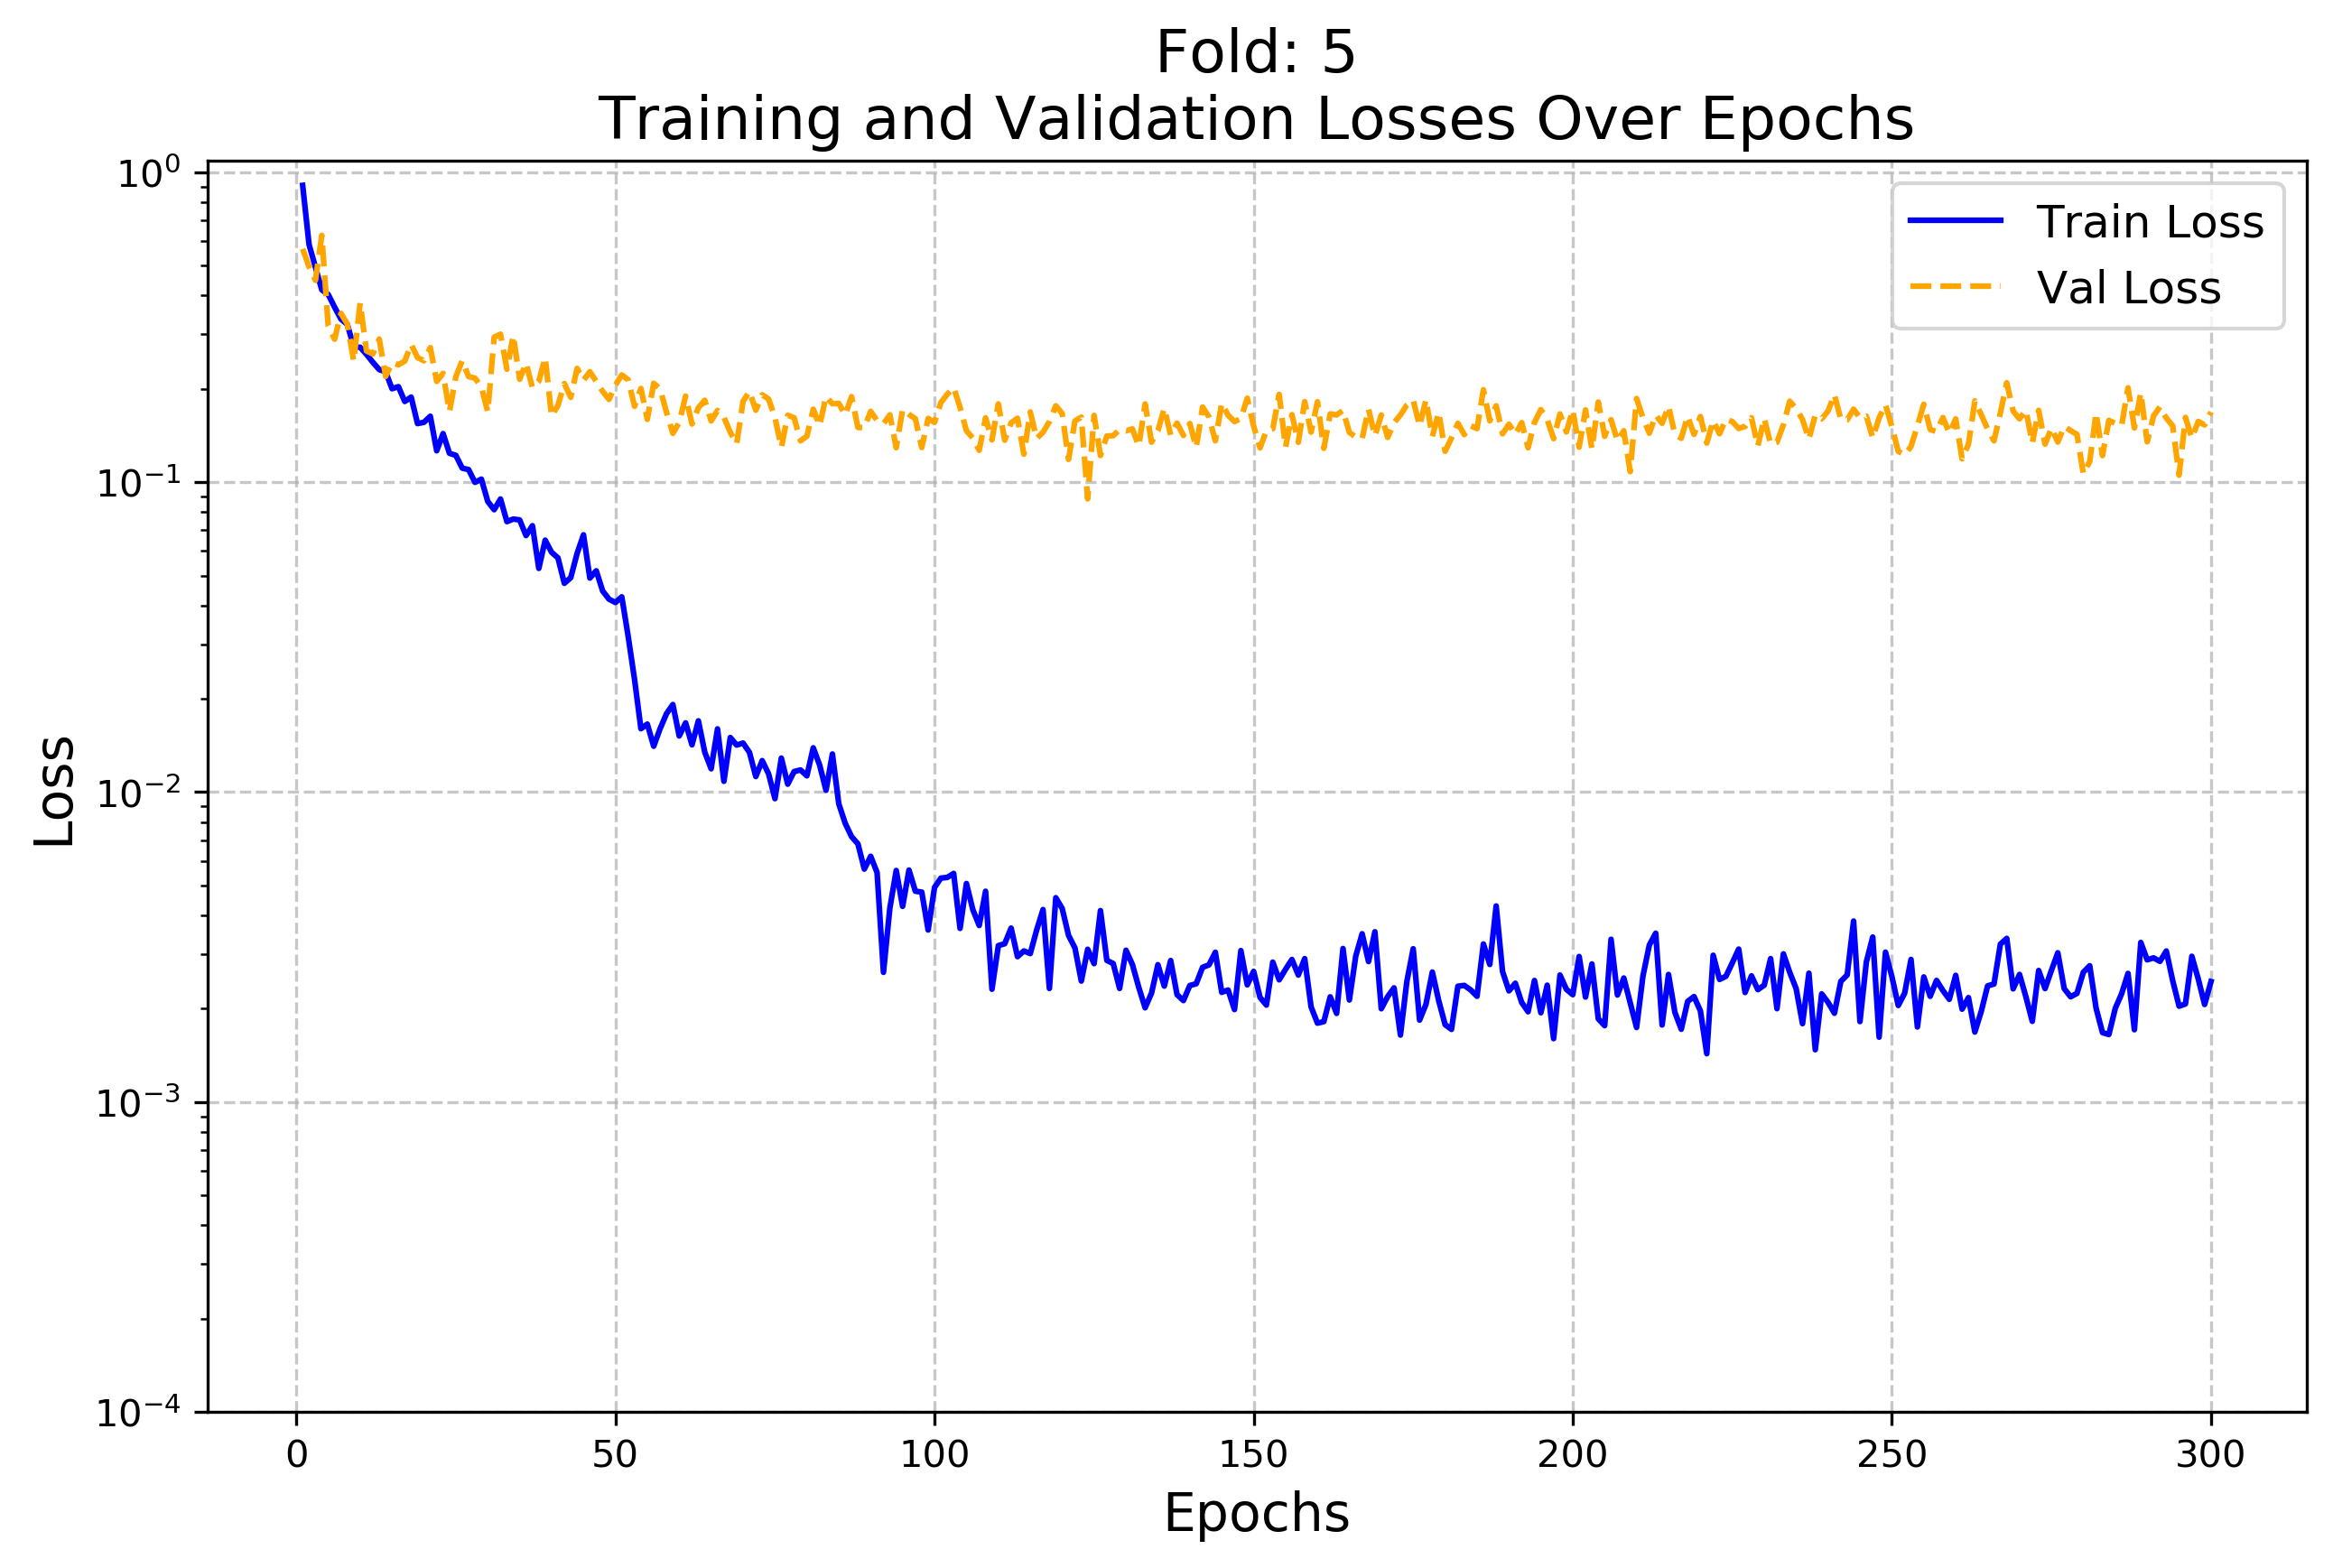 Fold: 5
Training and Validation Losses Over Epochs
Train Loss
Val Loss
Loss
10⁰
10⁻¹
10⁻²
10⁻³
10⁻⁴
0 50 100 150 200 250 300
Epochs